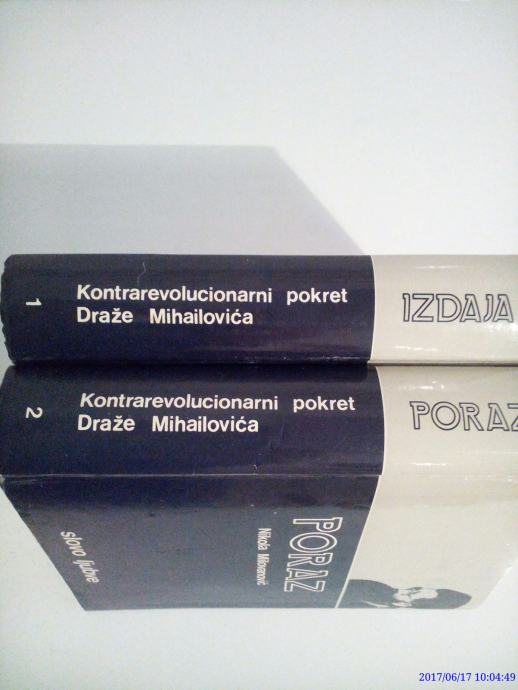 1
Kontrarevolucionarni pokret
Draže Mihailovića
IZDAJA
2
Kontrarevolucionarni pokret
Draže Mihailovića
PORAZ
PORAZ
Nikola Milovanović
slovo ljubve
2017/06/17 10:04:49